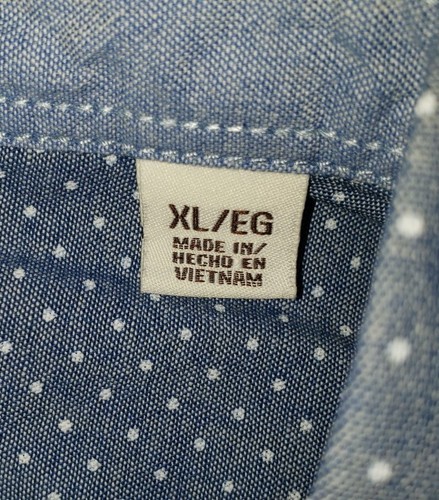 XL/EG
MADE IN/
HECHO EN
VIETNAM